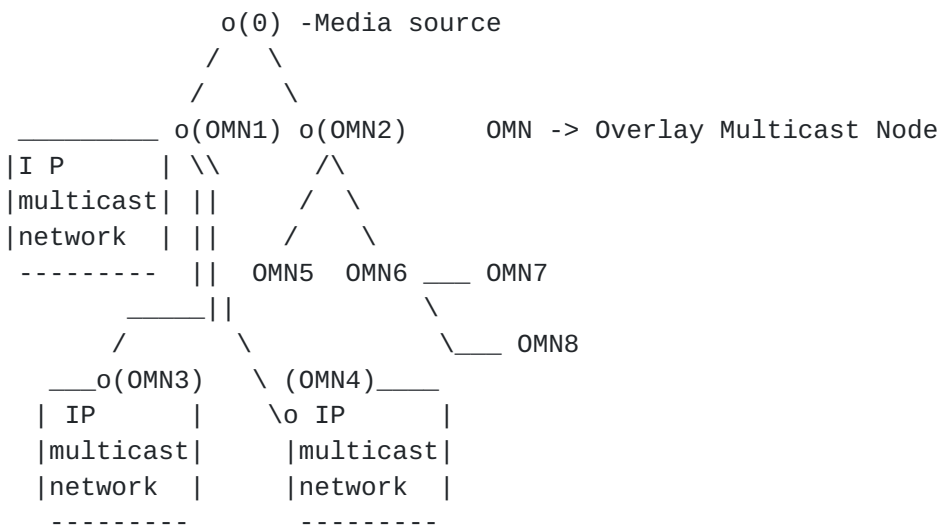 o(0) -Media source
o(OMN1) o(OMN2) OMN -> Overlay Multicast Node
I P
multicast
network
OMN5 OMN6 ___ OMN7
OMN8
o(OMN3) (OMN4)
IP o IP
multicast multicast
network network